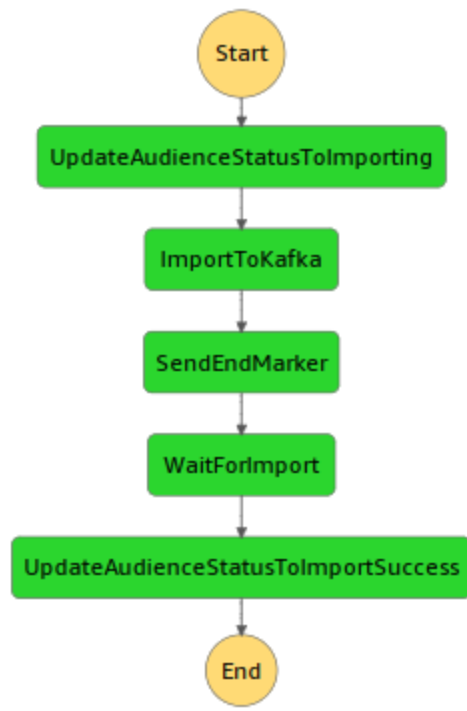 Start
UpdateAudienceStatusToImporting
ImportToKafka
SendEndMarker
WaitForImport
UpdateAudienceStatusToImportSuccess
End